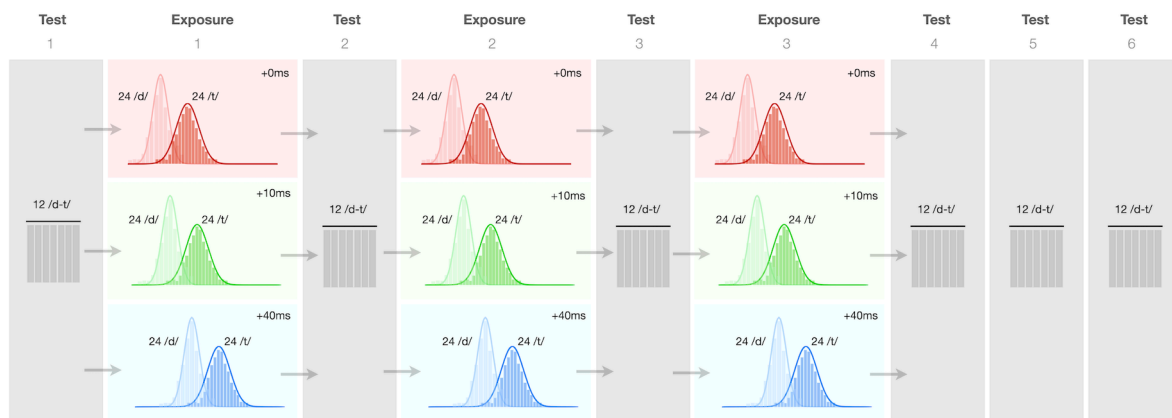 Test Exposure Test Exposure Test Exposure Test Test Test
1 1 2 2 3 3 4 5 6
+0ms +0ms +0ms
24 /d/ 24 /t/ 24 /d/ 24 /t/ 24 /d/ 24 /t/
+10ms +10ms +10ms
12 /d-t/ 12 /d-t/ 12 /d-t/ 12 /d-t/ 12 /d-t/ 12 /d-t/
24 /d/ 24 /t/ 24 /d/ 24 /t/ 24 /d/ 24 /t/
+40ms +40ms +40ms
24 /d/ 24 /t/ 24 /d/ 24 /t/ 24 /d/ 24 /t/